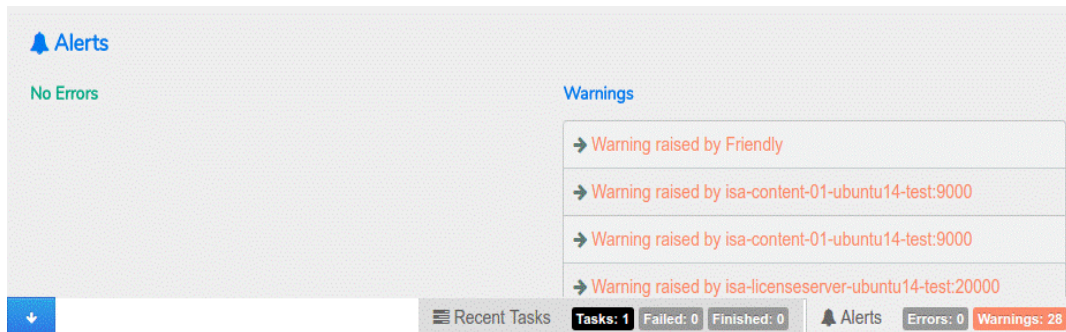 Alerts
No Errors
Warnings
Warning raised by Friendly
Warning raised by isa-content-01-ubuntu14-test:9000
Warning raised by isa-content-01-ubuntu14-test:9000
Warning raised by isa-licenseserver-ubuntu14-test:20000
Recent Tasks Tasks: 1 Failed: 0 Finished: 0 Alerts Errors: 0 Warnings: 28